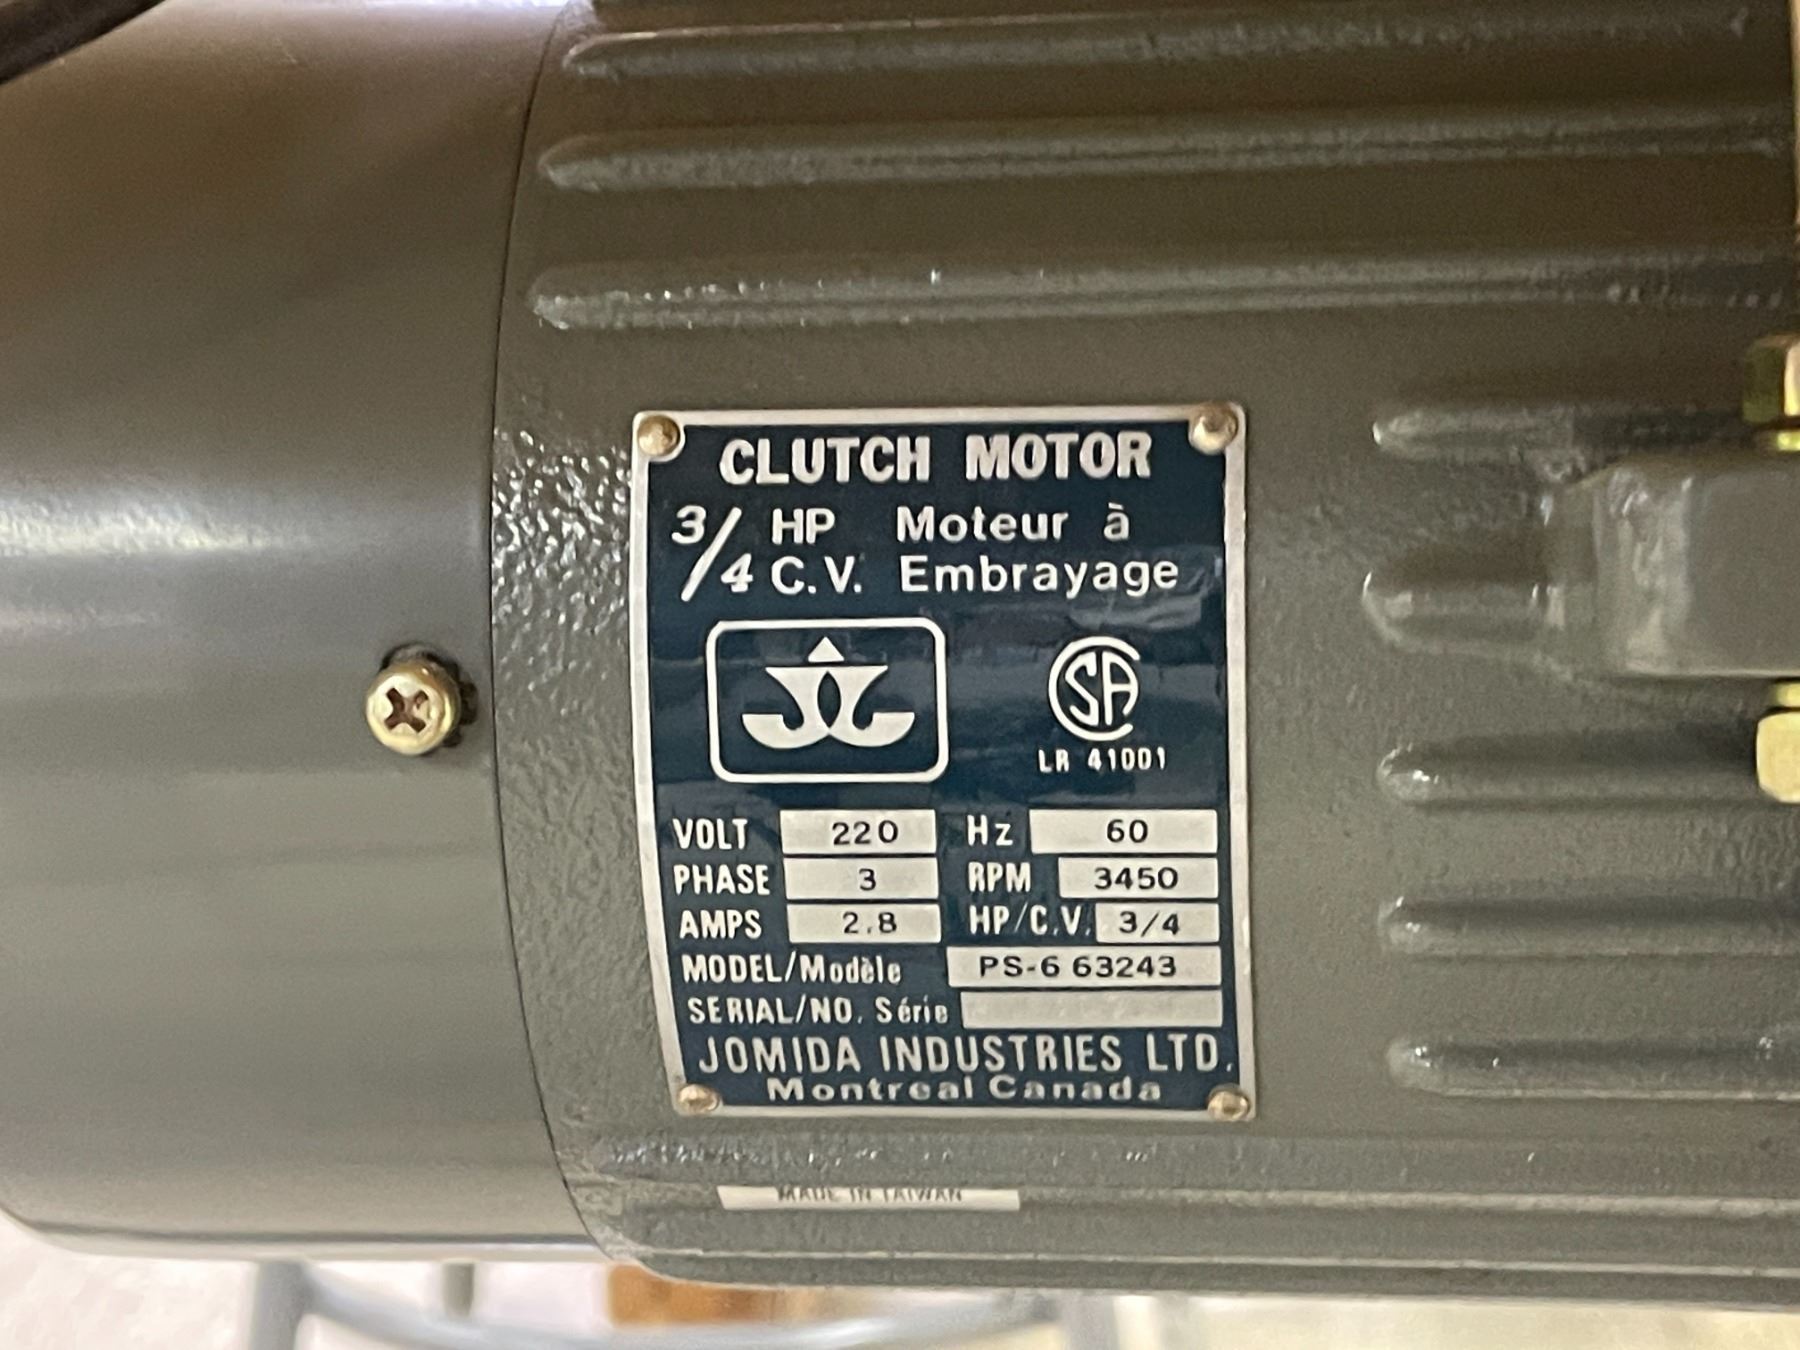 CLUTCH MOTOR
3/4 HP Moteur à
C.V. Embrayage
CSA
LR 41001
VOLT 220 Hz 60
PHASE 3 RPM 3450
AMPS 2.8 HP/C.V. 3/4
MODEL/Modèle PS-6 63243
SERIAL/NO. Série
JOMIDA INDUSTRIES LTD.
Montreal Canada
MADE IN TAIWAN